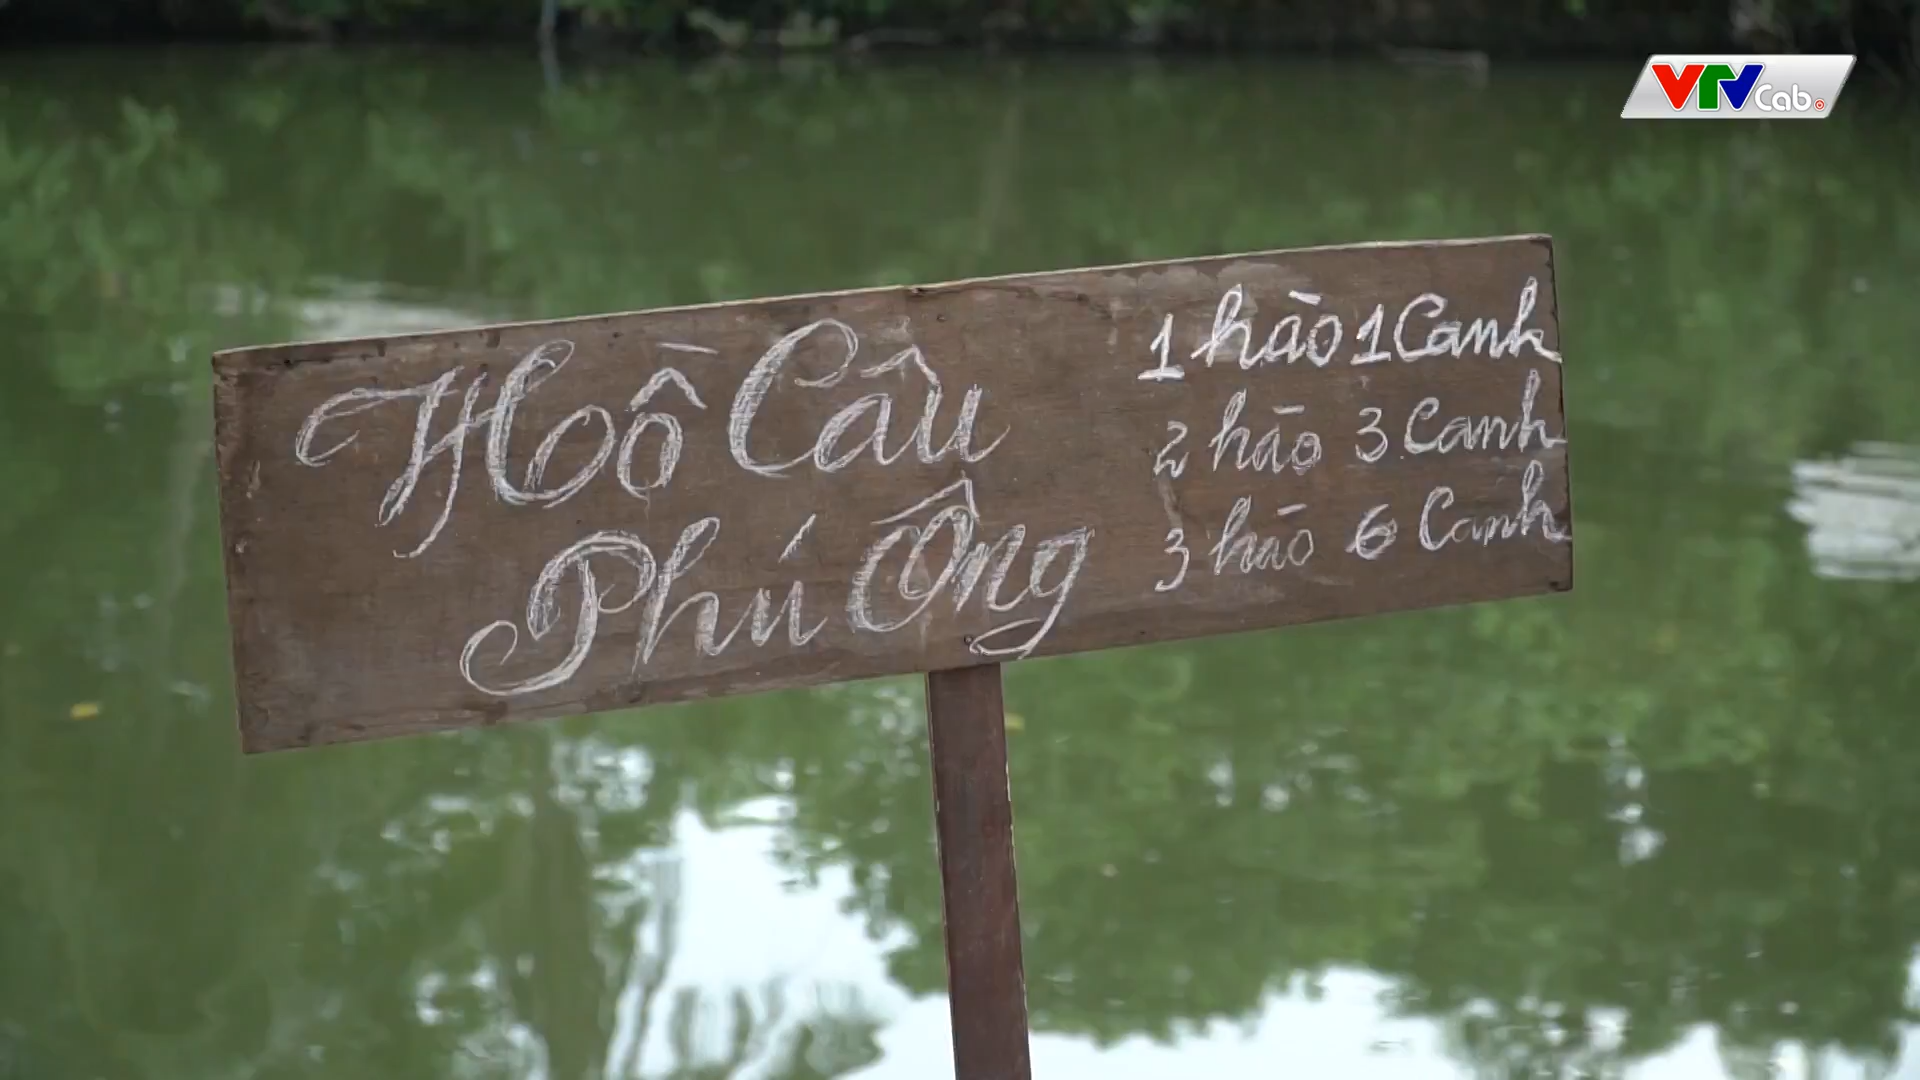 VTVCab
Hồ Câu
Phú Ông
1 hào 1 Canh
2 hào 3 Canh
3 hào 6 Canh